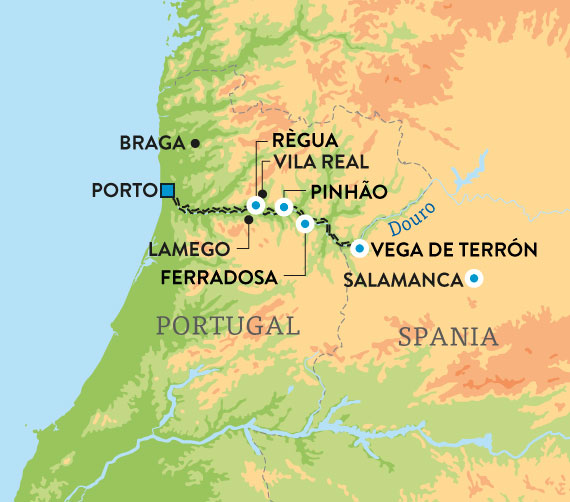 BRAGA
RÈGUA
VILA REAL
PORTO
PINHÃO
Douro
LAMEGO
VEGA DE TERRÓN
FERRADOSA
SALAMANCA
PORTUGAL
SPANIA